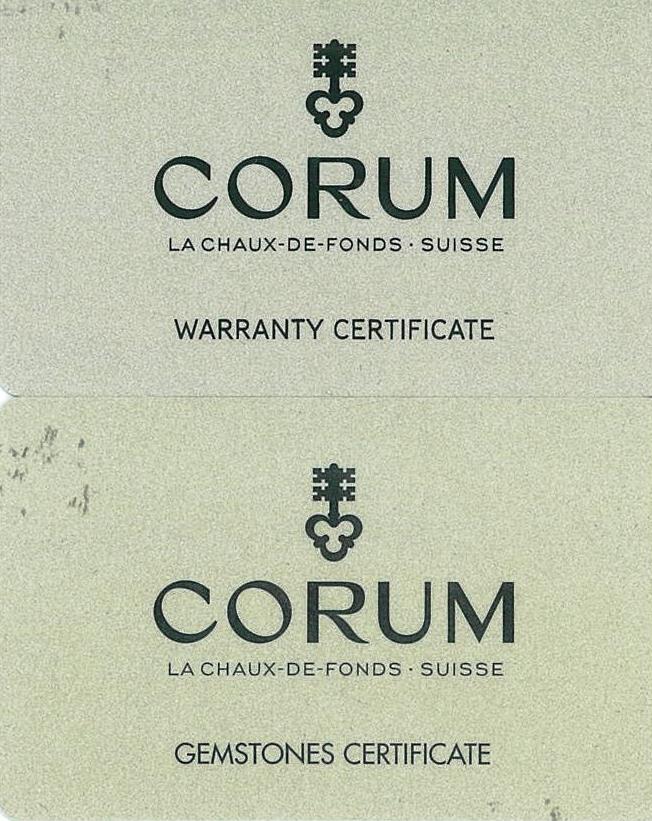 CORUM
LA CHAUX-DE-FONDS · SUISSE
WARRANTY CERTIFICATE
CORUM
LA CHAUX-DE-FONDS · SUISSE
GEMSTONES CERTIFICATE